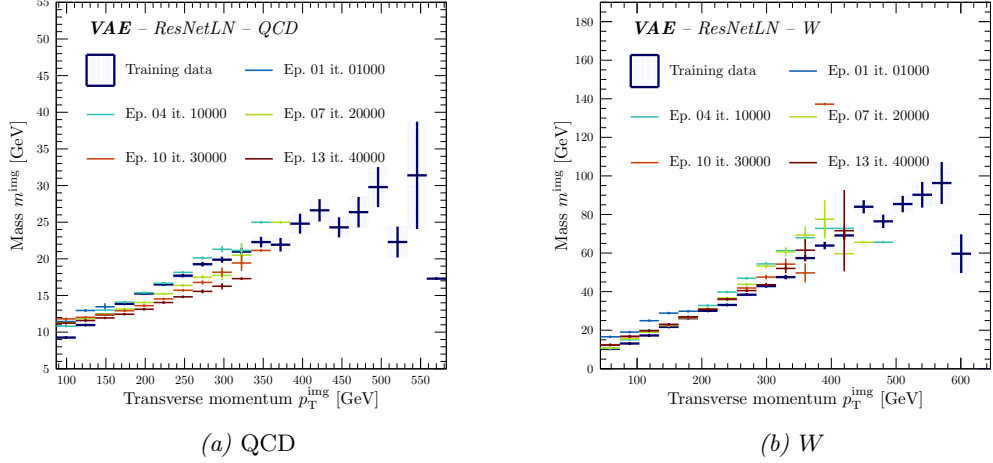 VAE – ResNetLN – QCD
Training data
Ep. 01 it. 01000
Ep. 04 it. 10000
Ep. 07 it. 20000
Ep. 10 it. 30000
Ep. 13 it. 40000
Mass m^img [GeV]
55
50
45
40
35
30
25
20
15
10
5
100 150 200 250 300 350 400 450 500 550
Transverse momentum p_T^img [GeV]
(a) QCD
VAE – ResNetLN – W
Training data
Ep. 01 it. 01000
Ep. 04 it. 10000
Ep. 07 it. 20000
Ep. 10 it. 30000
Ep. 13 it. 40000
Mass m^img [GeV]
180
160
140
120
100
80
60
40
20
0
100 200 300 400 500 600
Transverse momentum p_T^img [GeV]
(b) W